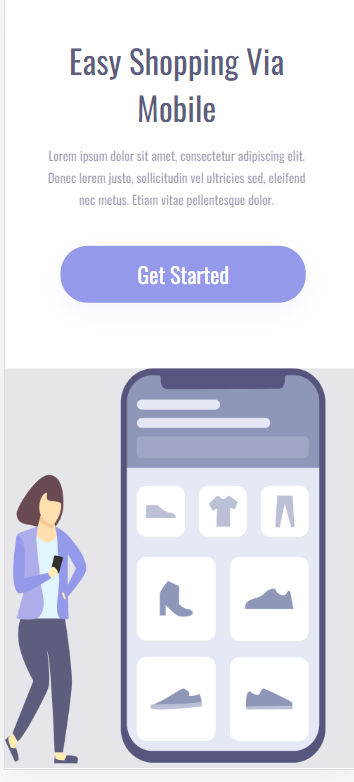 Easy Shopping Via
Mobile
Lorem ipsum dolor sit amet, consectetur adipiscing elit.
Donec lorem justo, sollicitudin vel ultricies sed, eleifend
nec metus. Etiam vitae pellentesque dolor.
Get Started